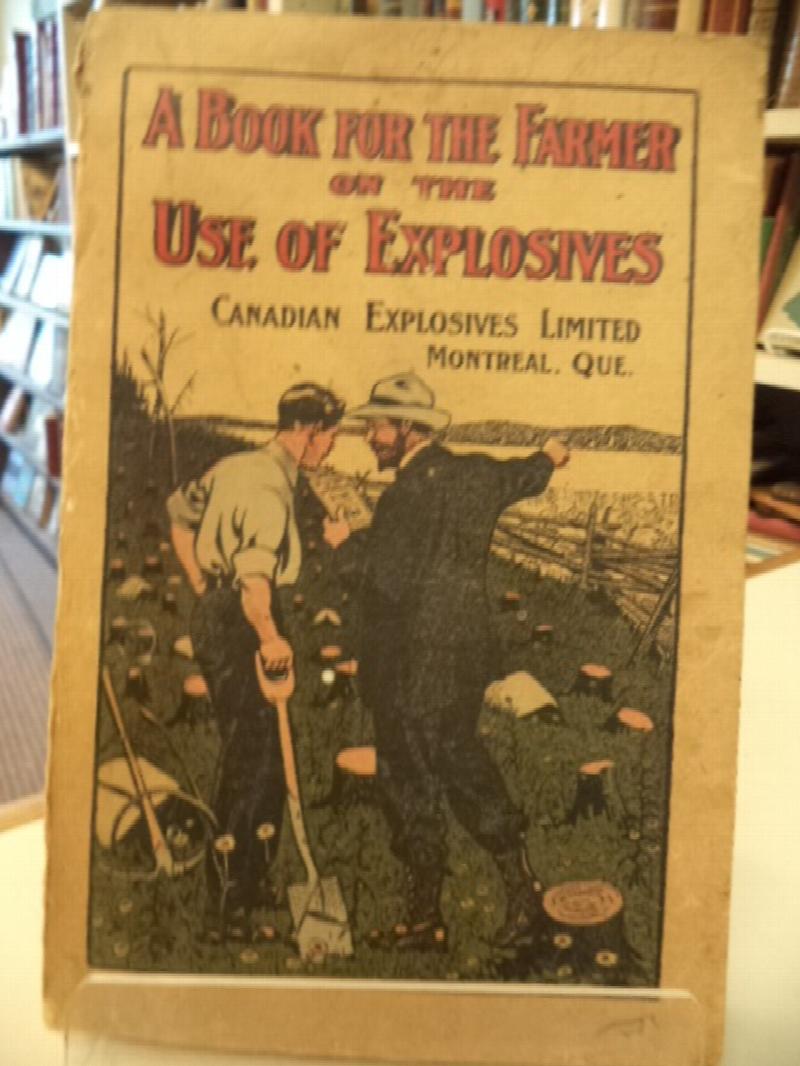 A BOOK FOR THE FARMER
ON THE
USE OF EXPLOSIVES
CANADIAN EXPLOSIVES LIMITED
MONTREAL. QUE.